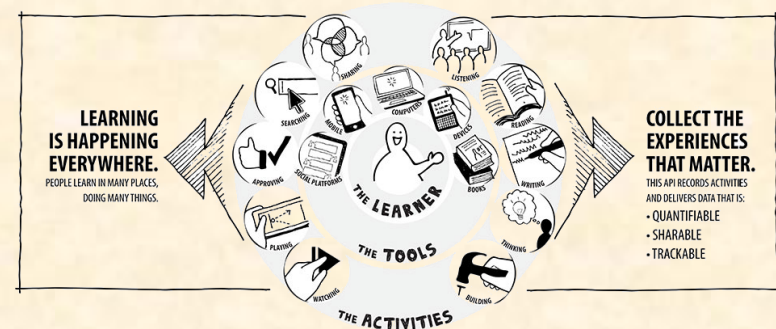 LEARNING
IS HAPPENING
EVERYWHERE.
PEOPLE LEARN IN MANY PLACES,
DOING MANY THINGS.
SHARING
LISTENING
SEARCHING
MOBILE
COMPUTERS
DEVICES
READING
APPROVING
SOCIAL PLATFORMS
BOOKS
WRITING
THE LEARNER
PLAYING
THINKING
THE TOOLS
WATCHING
BUILDING
THE ACTIVITIES
COLLECT THE
EXPERIENCES
THAT MATTER.
THIS API RECORDS ACTIVITIES
AND DELIVERS DATA THAT IS:
• QUANTIFIABLE
• SHARABLE
• TRACKABLE